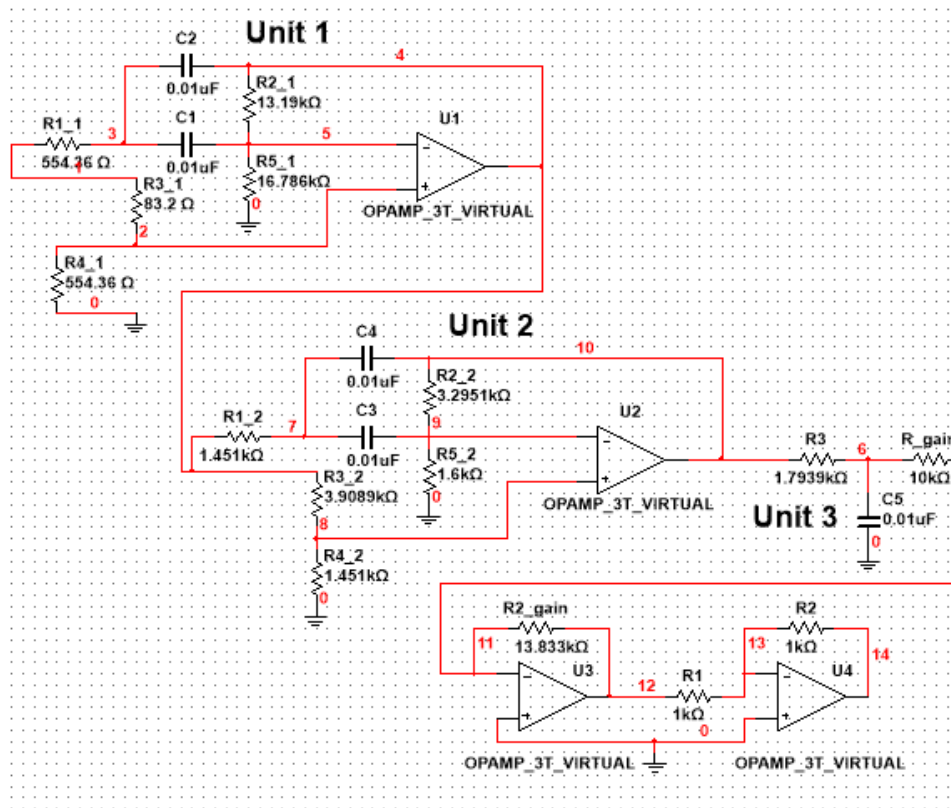 Unit 1
C2
4
0.01uF
R2_1
13.19kΩ
U1
R1_1
3
C1
5
554.36 Ω
1
0.01uF
R5_1
16.786kΩ
R3_1
83.2 Ω
0
OPAMP_3T_VIRTUAL
2
R4_1
554.36 Ω
0
Unit 2
C4
10
0.01uF
R2_2
3.2951kΩ
U2
R1_2
7
C3
9
1.451kΩ
0.01uF
R5_2
1.6kΩ
R3
6
R_gain
1.7939kΩ
10kΩ
R3_2
3.9089kΩ
0
OPAMP_3T_VIRTUAL
Unit 3
C5
0.01uF
8
0
R4_2
1.451kΩ
0
R2_gain
R2
11
13.833kΩ
13
1kΩ
14
U3
12
R1
U4
1kΩ
0
OPAMP_3T_VIRTUAL
OPAMP_3T_VIRTUAL